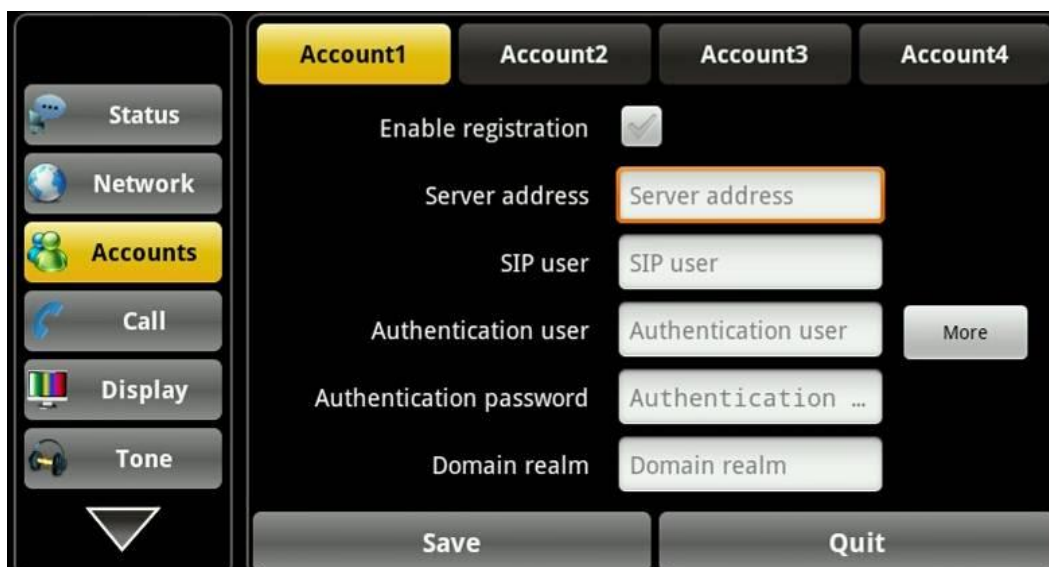 Account1 Account2 Account3 Account4
Status
Network
Accounts
Call
Display
Tone
Enable registration
Server address Server address
SIP user SIP user
Authentication user Authentication user More
Authentication password Authentication ...
Domain realm Domain realm
Save Quit